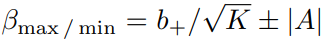 β_{max / min} = b_+/√K ± |A|